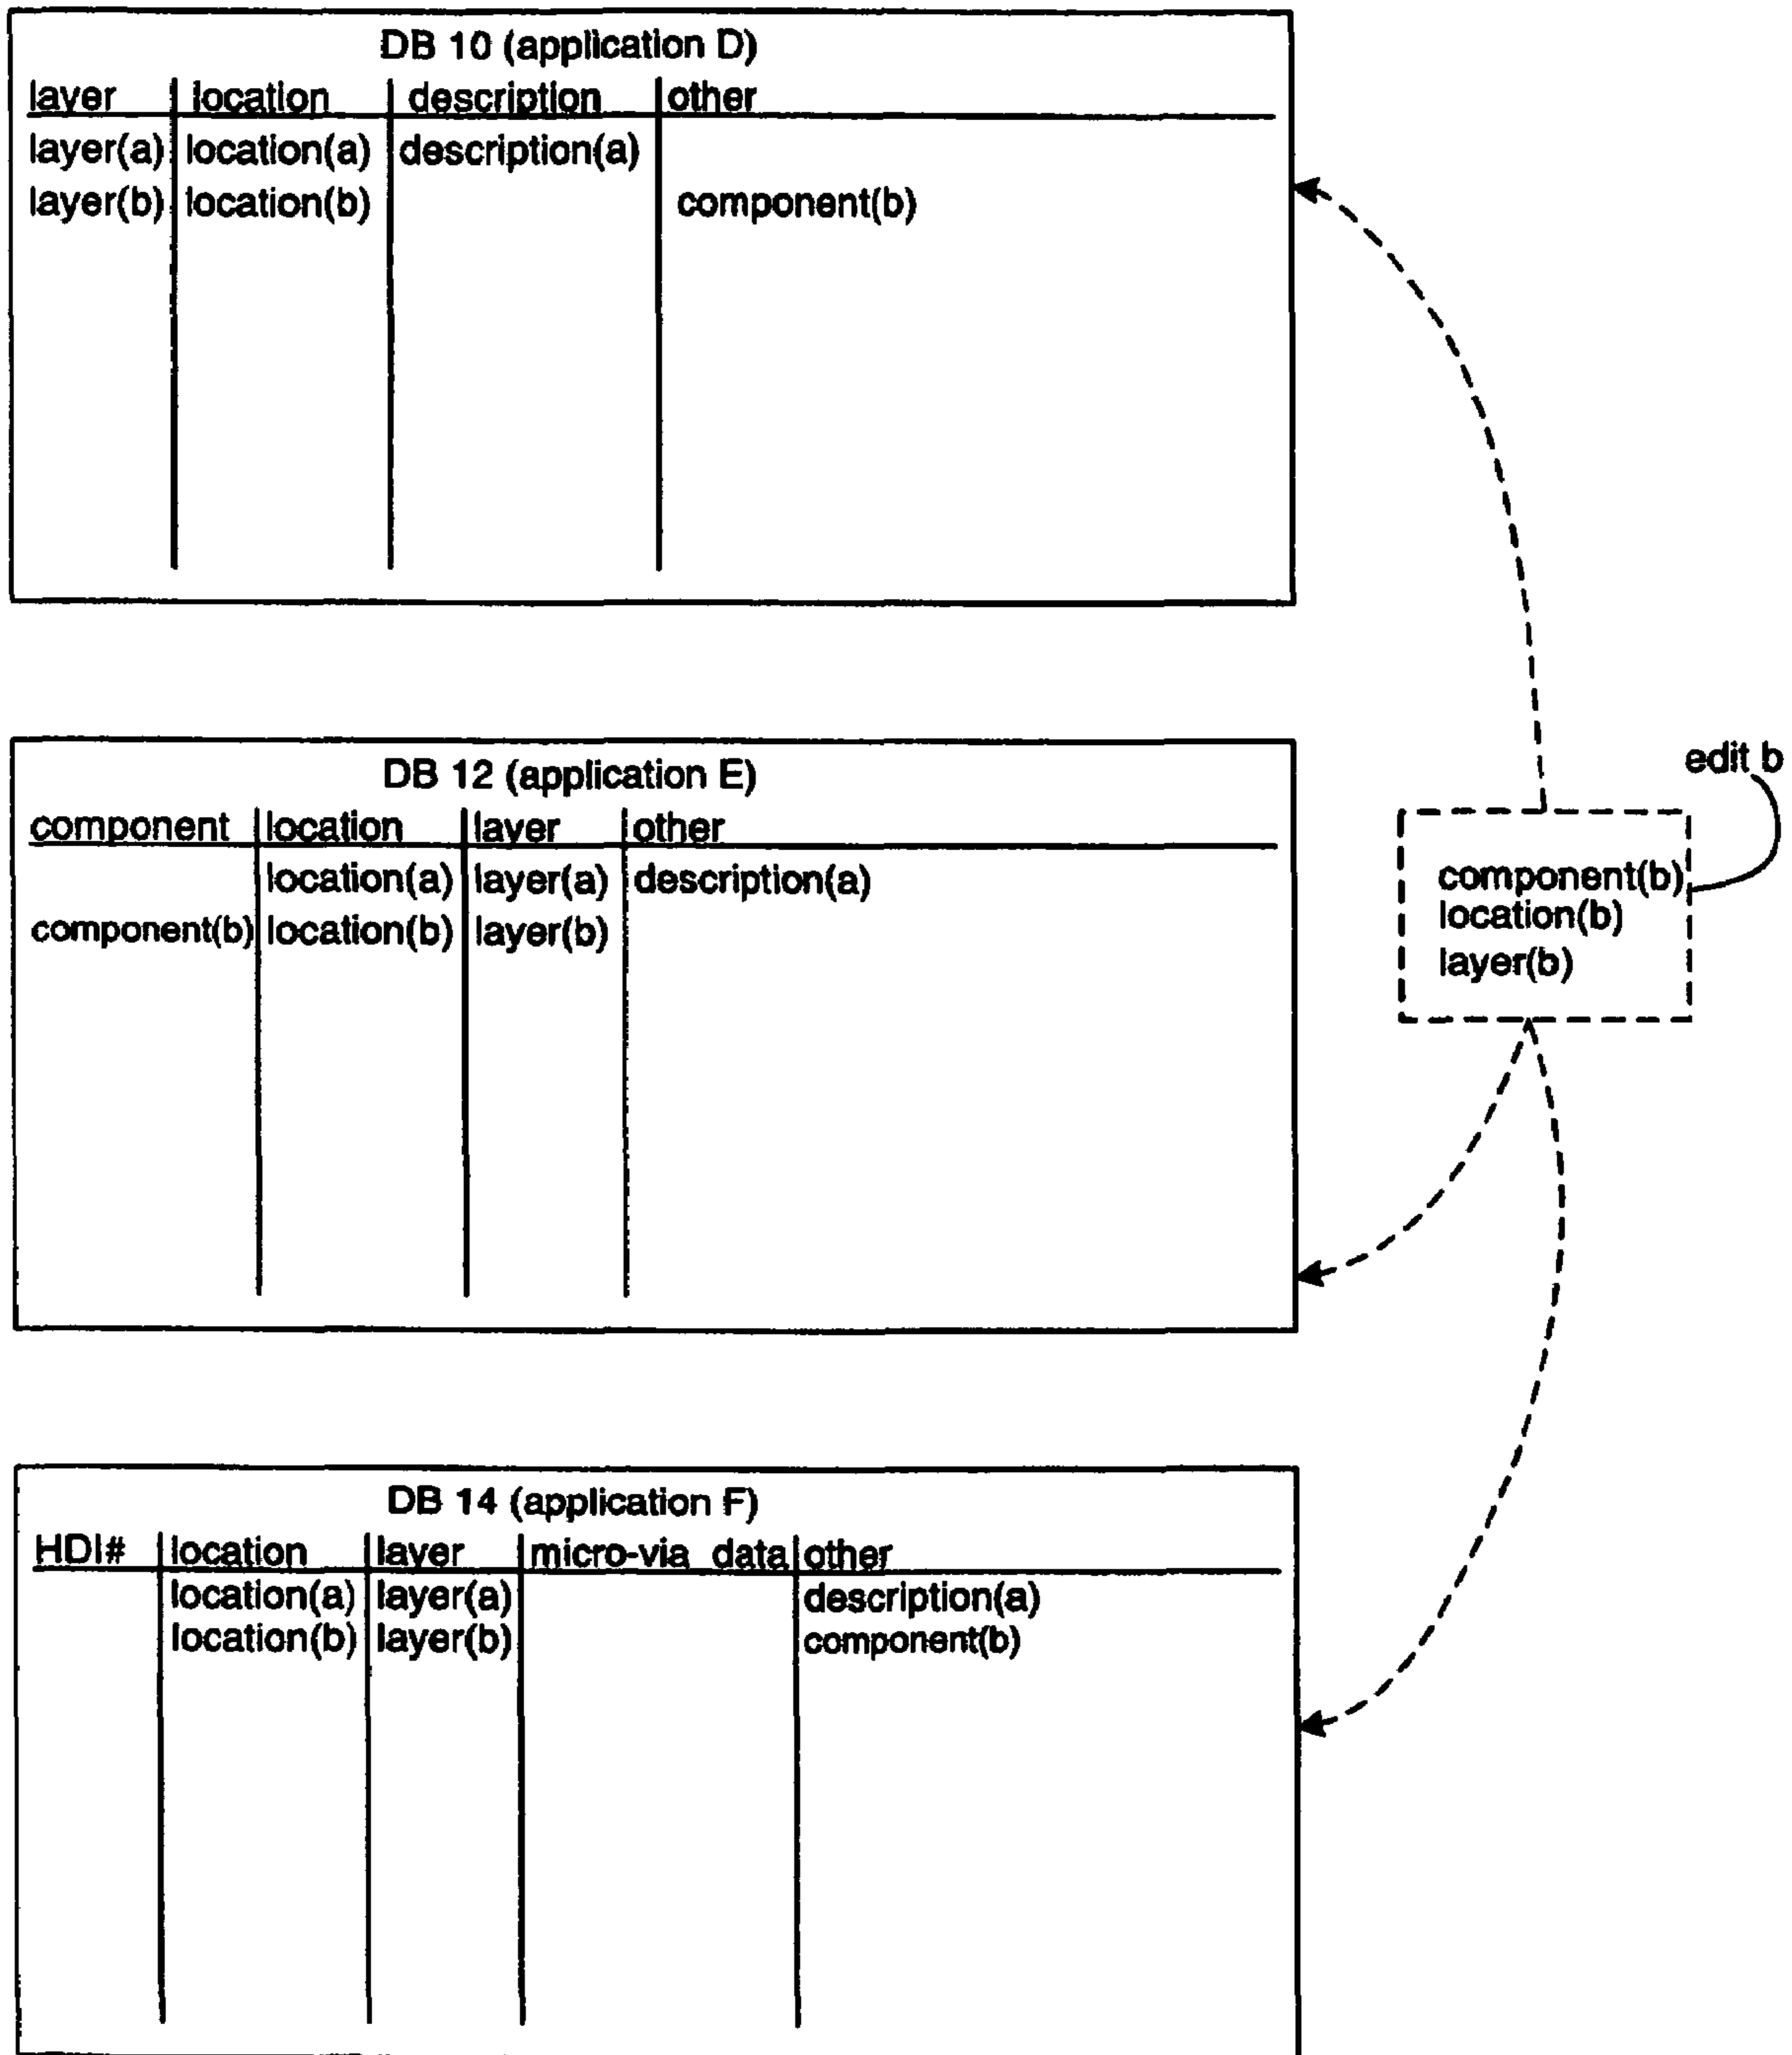 DB 10 (application D)
layer location description other
layer(a) location(a) description(a)
layer(b) location(b) component(b)
DB 12 (application E)
component location layer other
location(a) layer(a) description(a)
component(b) location(b) layer(b)
edit b
component(b)
location(b)
layer(b)
DB 14 (application F)
HDI# location layer micro-via data other
location(a) layer(a) description(a)
location(b) layer(b) component(b)